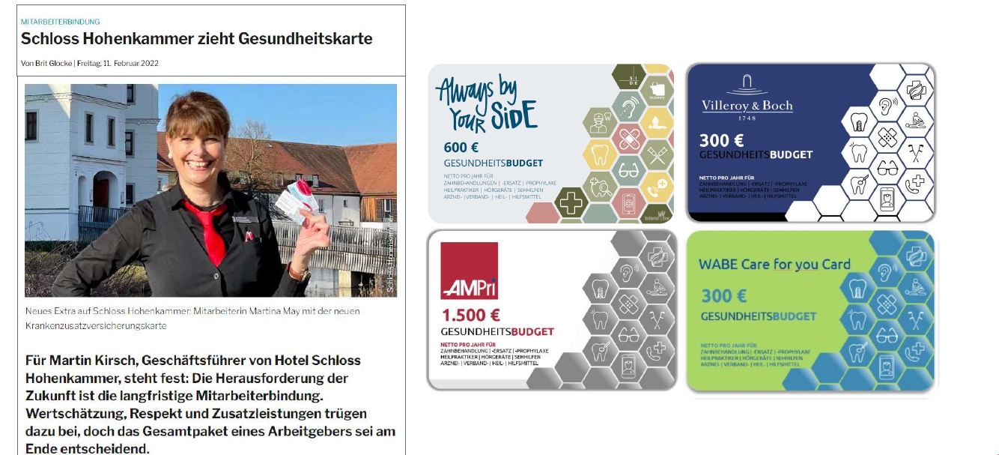 MITARBEITERBINDUNG
Schloss Hohenkammer zieht Gesundheitskarte
Von Brit Glocke | Freitag, 11. Februar 2022
Schloss Hohenkammer
Neues Extra auf Schloss Hohenkammer: Mitarbeiterin Martina May mit der neuen
Krankenzusatzversicherungskarte
Für Martin Kirsch, Geschäftsführer von Hotel Schloss
Hohenkammer, steht fest: Die Herausforderung der
Zukunft ist die langfristige Mitarbeiterbindung.
Wertschätzung, Respekt und Zusatzleistungen trügen
dazu bei, doch das Gesamtpaket eines Arbeitgebers sei am
Ende entscheidend.
Always by
Your SiDE
600 €
GESUNDHEITSBUDGET
NETTO PRO JAHR FÜR
ZAHNBEHANDLUNGEN | -ERSATZ | -PROPHYLAXE
HEILPRAKTIKER | HÖRGERÄTE | SEHHILFEN
ARZNEI- | VERBAND- | HEIL- | HILFSMITTEL
SI
DE
Villeroy & Boch
1748
300 €
GESUNDHEITSBUDGET
NETTO PRO JAHR FÜR
ZAHNBEHANDLUNG | -ERSATZ | -PROPHYLAXE
HEILPRAKTIKER | HÖRGERÄTE | SEHHILFEN
ARZNEI- | VERBAND- | HEIL- | HILFSMITTEL
AMPri
1.500 €
GESUNDHEITSBUDGET
NETTO PRO JAHR FÜR
ZAHNBEHANDLUNG | -ERSATZ | -PROPHYLAXE
HEILPRAKTIKER | HÖRGERÄTE | SEHHILFEN
ARZNEI- | VERBAND- | HEIL- | HILFSMITTEL
WABE Care for you Card
300 €
GESUNDHEITSBUDGET
NETTO PRO JAHR FÜR
ZAHNBEHANDLUNG | -ERSATZ | -PROPHYLAXE
HEILPRAKTIKER | HÖRGERÄTE | SEHHILFEN
ARZNEI- | VERBAND- | HEIL- | HILFSMITTEL